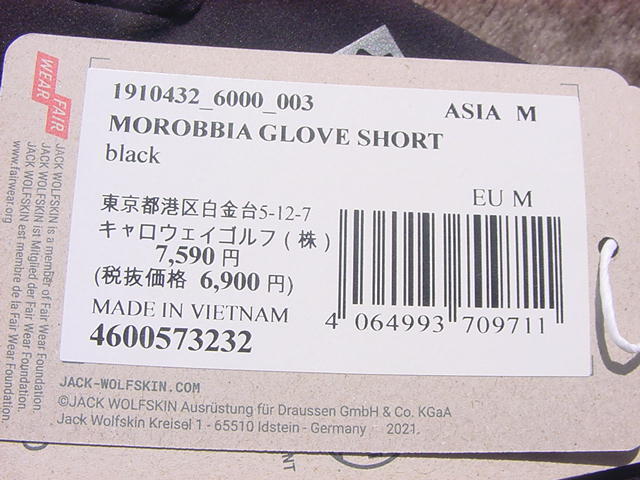 WEAR FAIR
JACK WOLFSKIN is a member of Fair Wear Foundation.
JACK WOLFSKIN ist Mitglied der Fair Wear Foundation.
JACK WOLFSKIN est membre de la Fair Wear Foundation.
www.fairwear.org
1910432_6000_003
ASIA M
MOROBBIA GLOVE SHORT
black
EU M
東京都港区白金台5-12-7
キャロウェイゴルフ(株)
7,590 円
(税抜価格 6,900 円)
MADE IN VIETNAM
4600573232
4 064993 709711
JACK-WOLFSKIN.COM
©JACK WOLFSKIN Ausrüstung für Draussen GmbH & Co. KGaA
Jack Wolfskin Kreisel 1 - 65510 Idstein - Germany 2021.